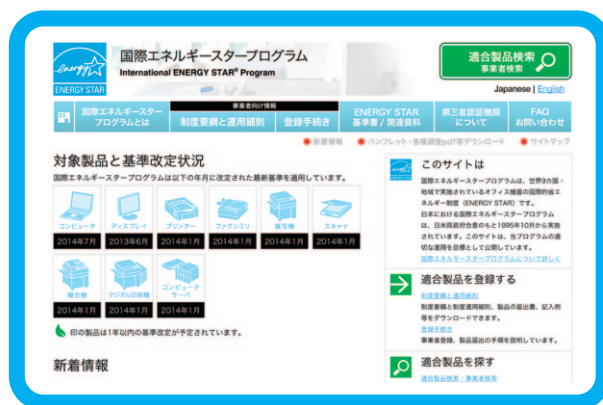 energy
ENERGY STAR
国際エネルギースタープログラム
International ENERGY STAR® Program
適合製品検索
事業者検索
Japanese | English
事業者向け情報
国際エネルギースター
プログラムとは
制度要綱と運用細則
登録手続き
ENERGY STAR
基準書 / 関連資料
第三者認証機関
について
FAQ
お問い合わせ
新着情報
パンフレット・各種調査pdf等ダウンロード
サイトマップ
対象製品と基準改定状況
国際エネルギースタープログラムは以下の年月に改定された最新基準を適用しています。
コンピュータ ディスプレイ プリンター ファクシミリ 複写機 スキャナ
2014年7月 2013年6月 2014年1月 2014年1月 2014年1月 2014年1月
複合機 デジタル印刷機 コンピュータサーバ
2014年1月 2014年1月 2014年1月
印の製品は1年以内の基準改定が予定されています。
新着情報
このサイトは
国際エネルギースタープログラムは、世界9カ国・
地域で実施されているオフィス機器の国際的省エ
ネルギー制度（ENERGY STAR）です。
日本における国際エネルギースタープログラム
は、日米両政府合意のもと1995年10月から実施
されています。このサイトは、当プログラムの適
切な運用を目標として公開しています。
国際エネルギースタープログラムについて詳しく
適合製品を登録する
制度要綱と運用細則
制度要綱と制度運用細則、製品の届出書、記入例
等をダウンロードできます。
登録手続き
事業者登録、製品届出の手順を説明しています。
適合製品を探す
適合製品検索・事業者検索